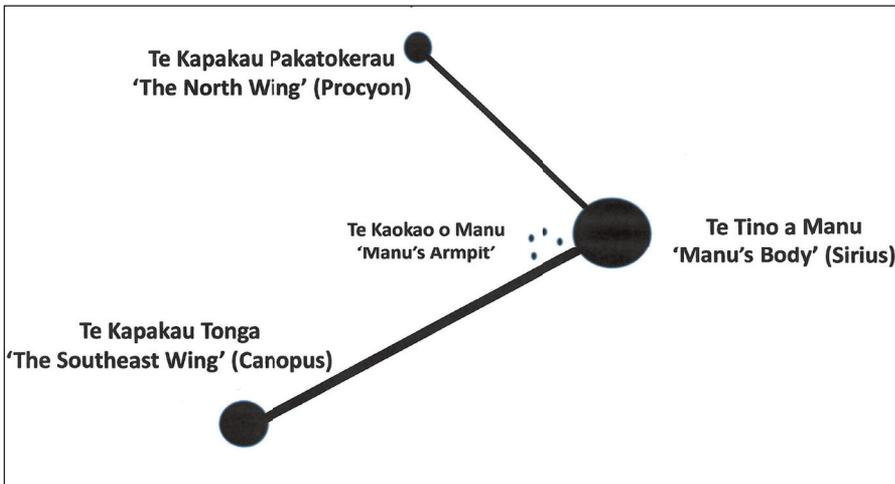 Te Kapakau Pakatokerau
‘The North Wing’ (Procyon)
Te Kaokao o Manu
‘Manu’s Armpit’
Te Tino a Manu
‘Manu’s Body’ (Sirius)
Te Kapakau Tonga
‘The Southeast Wing’ (Canopus)